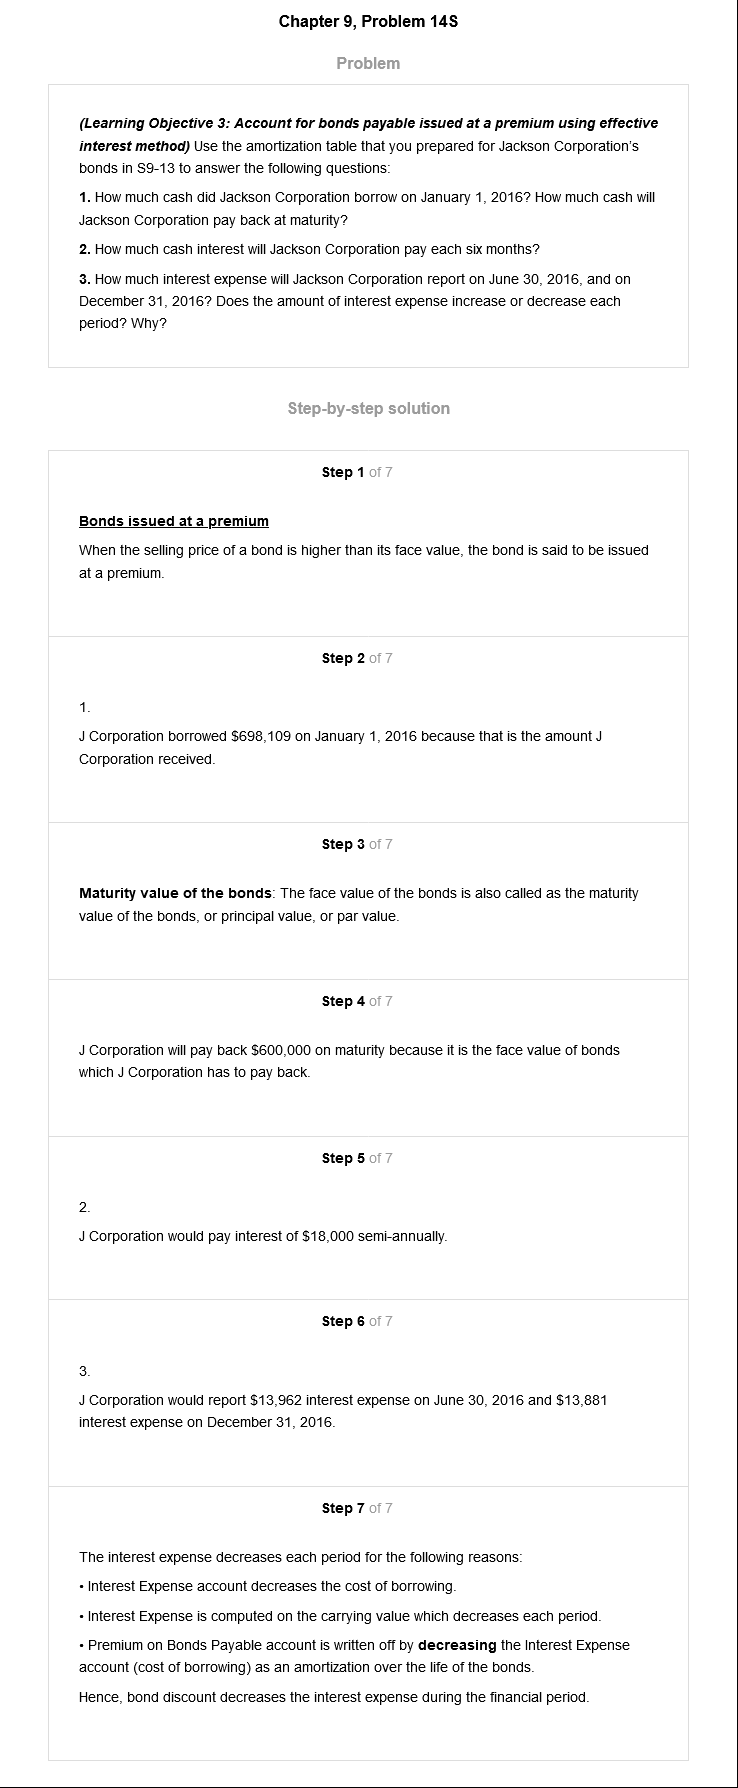 Chapter 9, Problem 14S
Problem
(Learning Objective 3: Account for bonds payable issued at a premium using effective
interest method) Use the amortization table that you prepared for Jackson Corporation's
bonds in S9-13 to answer the following questions:
1. How much cash did Jackson Corporation borrow on January 1, 2016? How much cash will
Jackson Corporation pay back at maturity?
2. How much cash interest will Jackson Corporation pay each six months?
3. How much interest expense will Jackson Corporation report on June 30, 2016, and on
December 31, 2016? Does the amount of interest expense increase or decrease each
period? Why?
Step-by-step solution
Step 1 of 7
Bonds issued at a premium
When the selling price of a bond is higher than its face value, the bond is said to be issued
at a premium.
Step 2 of 7
1.
J Corporation borrowed $698,109 on January 1, 2016 because that is the amount J
Corporation received.
Step 3 of 7
Maturity value of the bonds: The face value of the bonds is also called as the maturity
value of the bonds, or principal value, or par value.
Step 4 of 7
J Corporation will pay back $600,000 on maturity because it is the face value of bonds
which J Corporation has to pay back.
Step 5 of 7
2.
J Corporation would pay interest of $18,000 semi-annually.
Step 6 of 7
3.
J Corporation would report $13,962 interest expense on June 30, 2016 and $13,881
interest expense on December 31, 2016.
Step 7 of 7
The interest expense decreases each period for the following reasons:
• Interest Expense account decreases the cost of borrowing.
• Interest Expense is computed on the carrying value which decreases each period.
• Premium on Bonds Payable account is written off by decreasing the Interest Expense
account (cost of borrowing) as an amortization over the life of the bonds.
Hence, bond discount decreases the interest expense during the financial period.